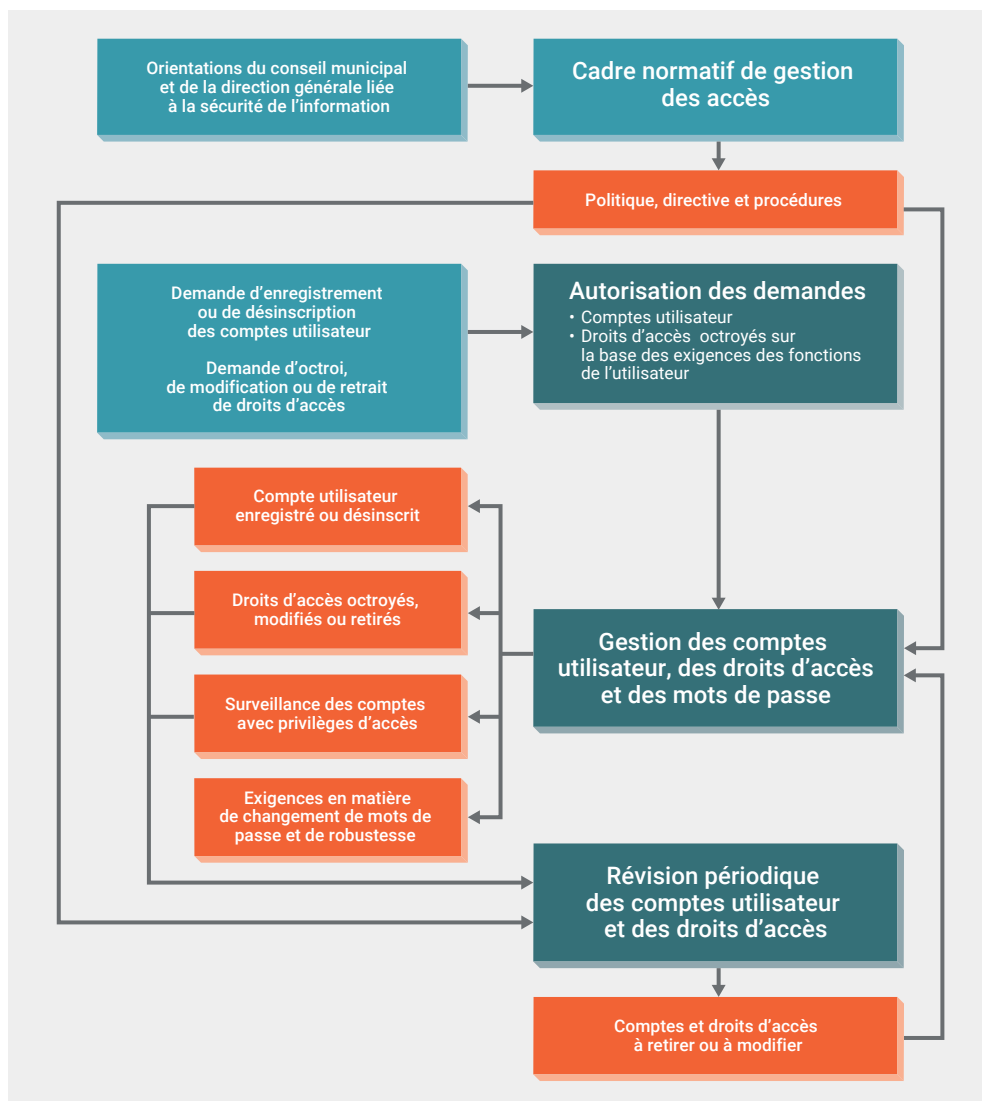 Orientations du conseil municipal
et de la direction générale liée
à la sécurité de l'information
Cadre normatif de gestion
des accès
Politique, directive et procédures
Demande d'enregistrement
ou de désinscription
des comptes utilisateur
Demande d'octroi,
de modification ou de retrait
de droits d'accès
Autorisation des demandes
• Comptes utilisateur
• Droits d'accès octroyés sur
la base des exigences des fonctions
de l'utilisateur
Compte utilisateur
enregistré ou désinscrit
Droits d'accès octroyés,
modifiés ou retirés
Surveillance des comptes
avec privilèges d'accès
Exigences en matière
de changement de mots de
passe et de robustesse
Gestion des comptes
utilisateur, des droits d'accès
et des mots de passe
Révision périodique
des comptes utilisateur
et des droits d'accès
Comptes et droits d'accès
à retirer ou à modifier